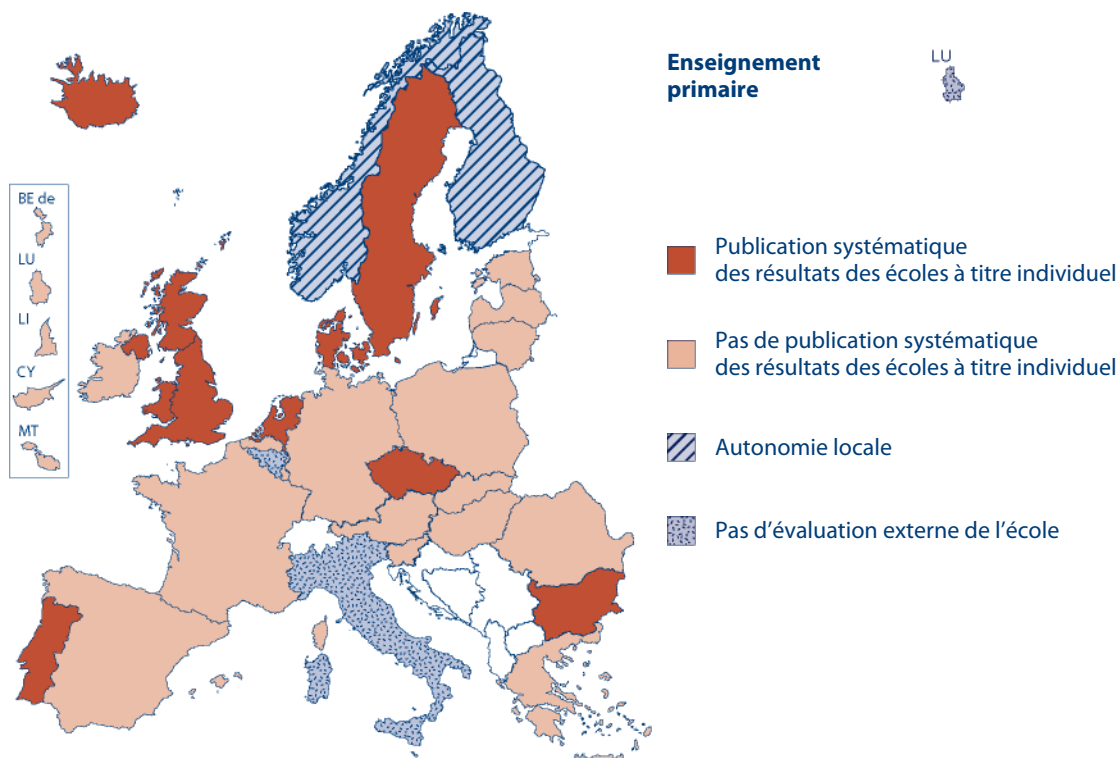 Enseignement
primaire
LU
BE de
LU
LI
CY
MT
Publication systématique
des résultats des écoles à titre individuel
Pas de publication systématique
des résultats des écoles à titre individuel
Autonomie locale
Pas d’évaluation externe de l’école